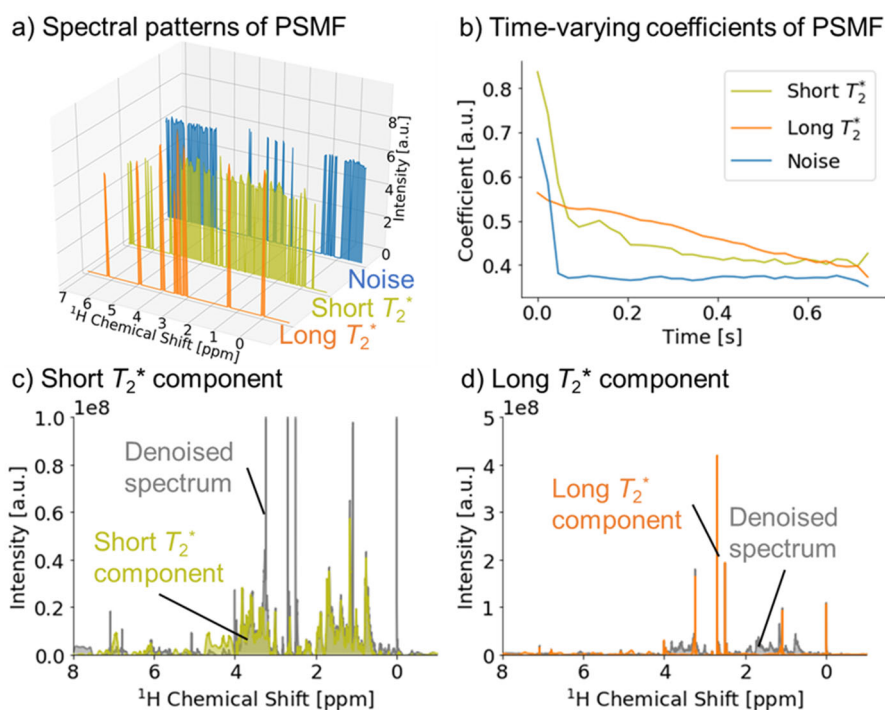 a) Spectral patterns of PSMF
8
6
4
2
0
Intensity [a.u.]
Noise
Short T2*
Long T2*
7
6
5
4
3
2
1
0
¹H Chemical Shift [ppm]
b) Time-varying coefficients of PSMF
0.8
0.7
0.6
0.5
0.4
Coefficient [a.u.]
Short T2*
Long T2*
Noise
0.0 0.2 0.4 0.6
Time [s]
c) Short T2* component
1e8
1.0
0.8
0.6
0.4
0.2
0.0
Intensity [a.u.]
Denoised
spectrum
Short T2*
component
8 6 4 2 0
¹H Chemical Shift [ppm]
d) Long T2* component
1e8
5
4
3
2
1
0
Intensity [a.u.]
Long T2*
component
Denoised
spectrum
8 6 4 2 0
¹H Chemical Shift [ppm]